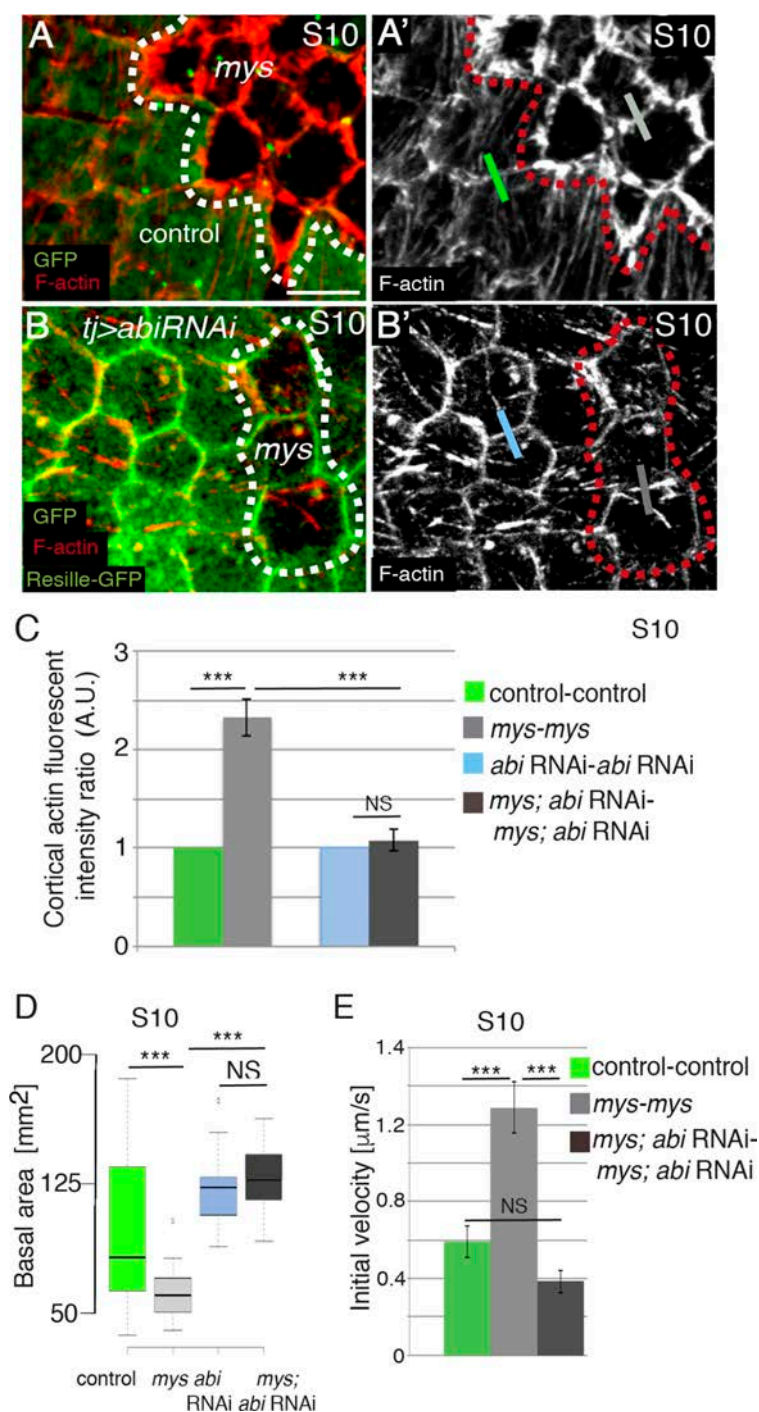 A
S10
mys
control
GFP
F-actin
A'
S10
F-actin
B
tj>abiRNAi
S10
mys
GFP
F-actin
Resille-GFP
B'
S10
F-actin
C
S10
Cortical actin fluorescent
intensity ratio (A.U.)
3
2
1
0
***
***
NS
control-control
mys-mys
abi RNAi-abi RNAi
mys; abi RNAi-
mys; abi RNAi
D
S10
Basal area [mm2]
200
125
50
***
***
NS
control
mys
abi
RNAi
mys;
abi RNAi
E
S10
Initial velocity [µm/s]
1.4
1.2
0.8
0.4
0
***
***
NS
control-control
mys-mys
mys; abi RNAi-
mys; abi RNAi